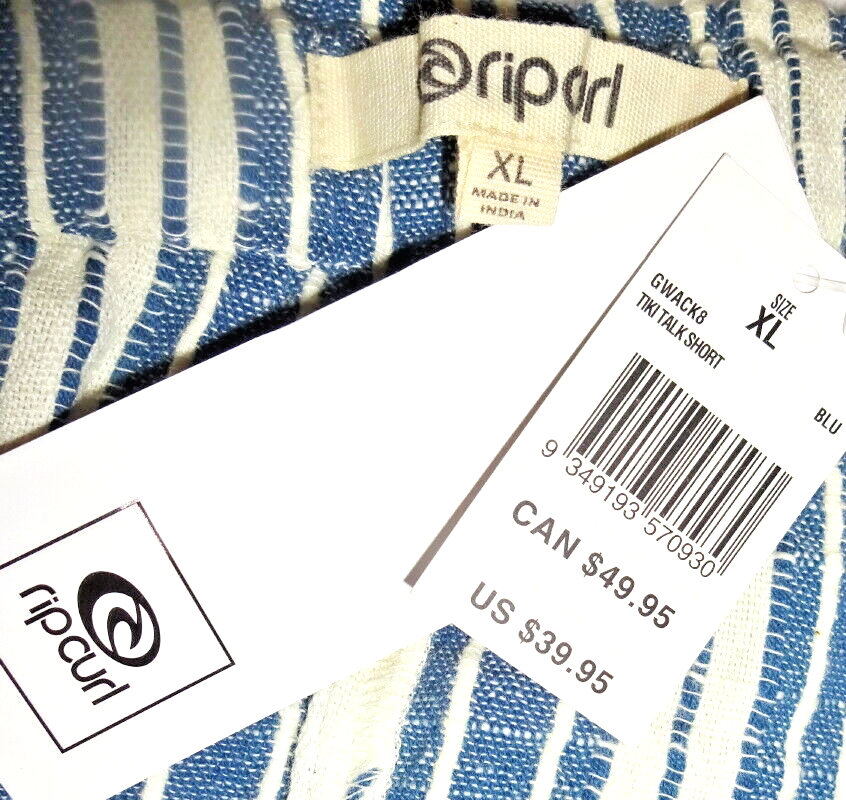 ripcurl
XL
MADE IN
INDIA
GWACK8
TIKI TALK SHORT
SIZE
XL
BLU
9 349193 570930
CAN $49.95
US $39.95
ripcurl